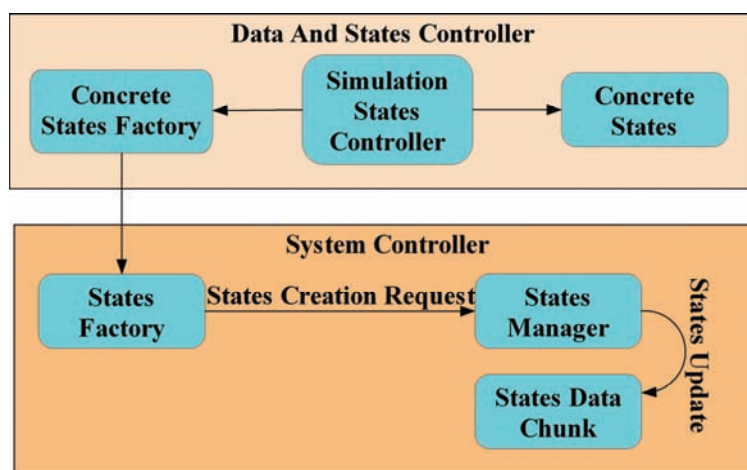 Data And States Controller
Concrete
States Factory
Simulation
States
Controller
Concrete
States
System Controller
States
Factory
States Creation Request
States
Manager
States Update
States Data
Chunk